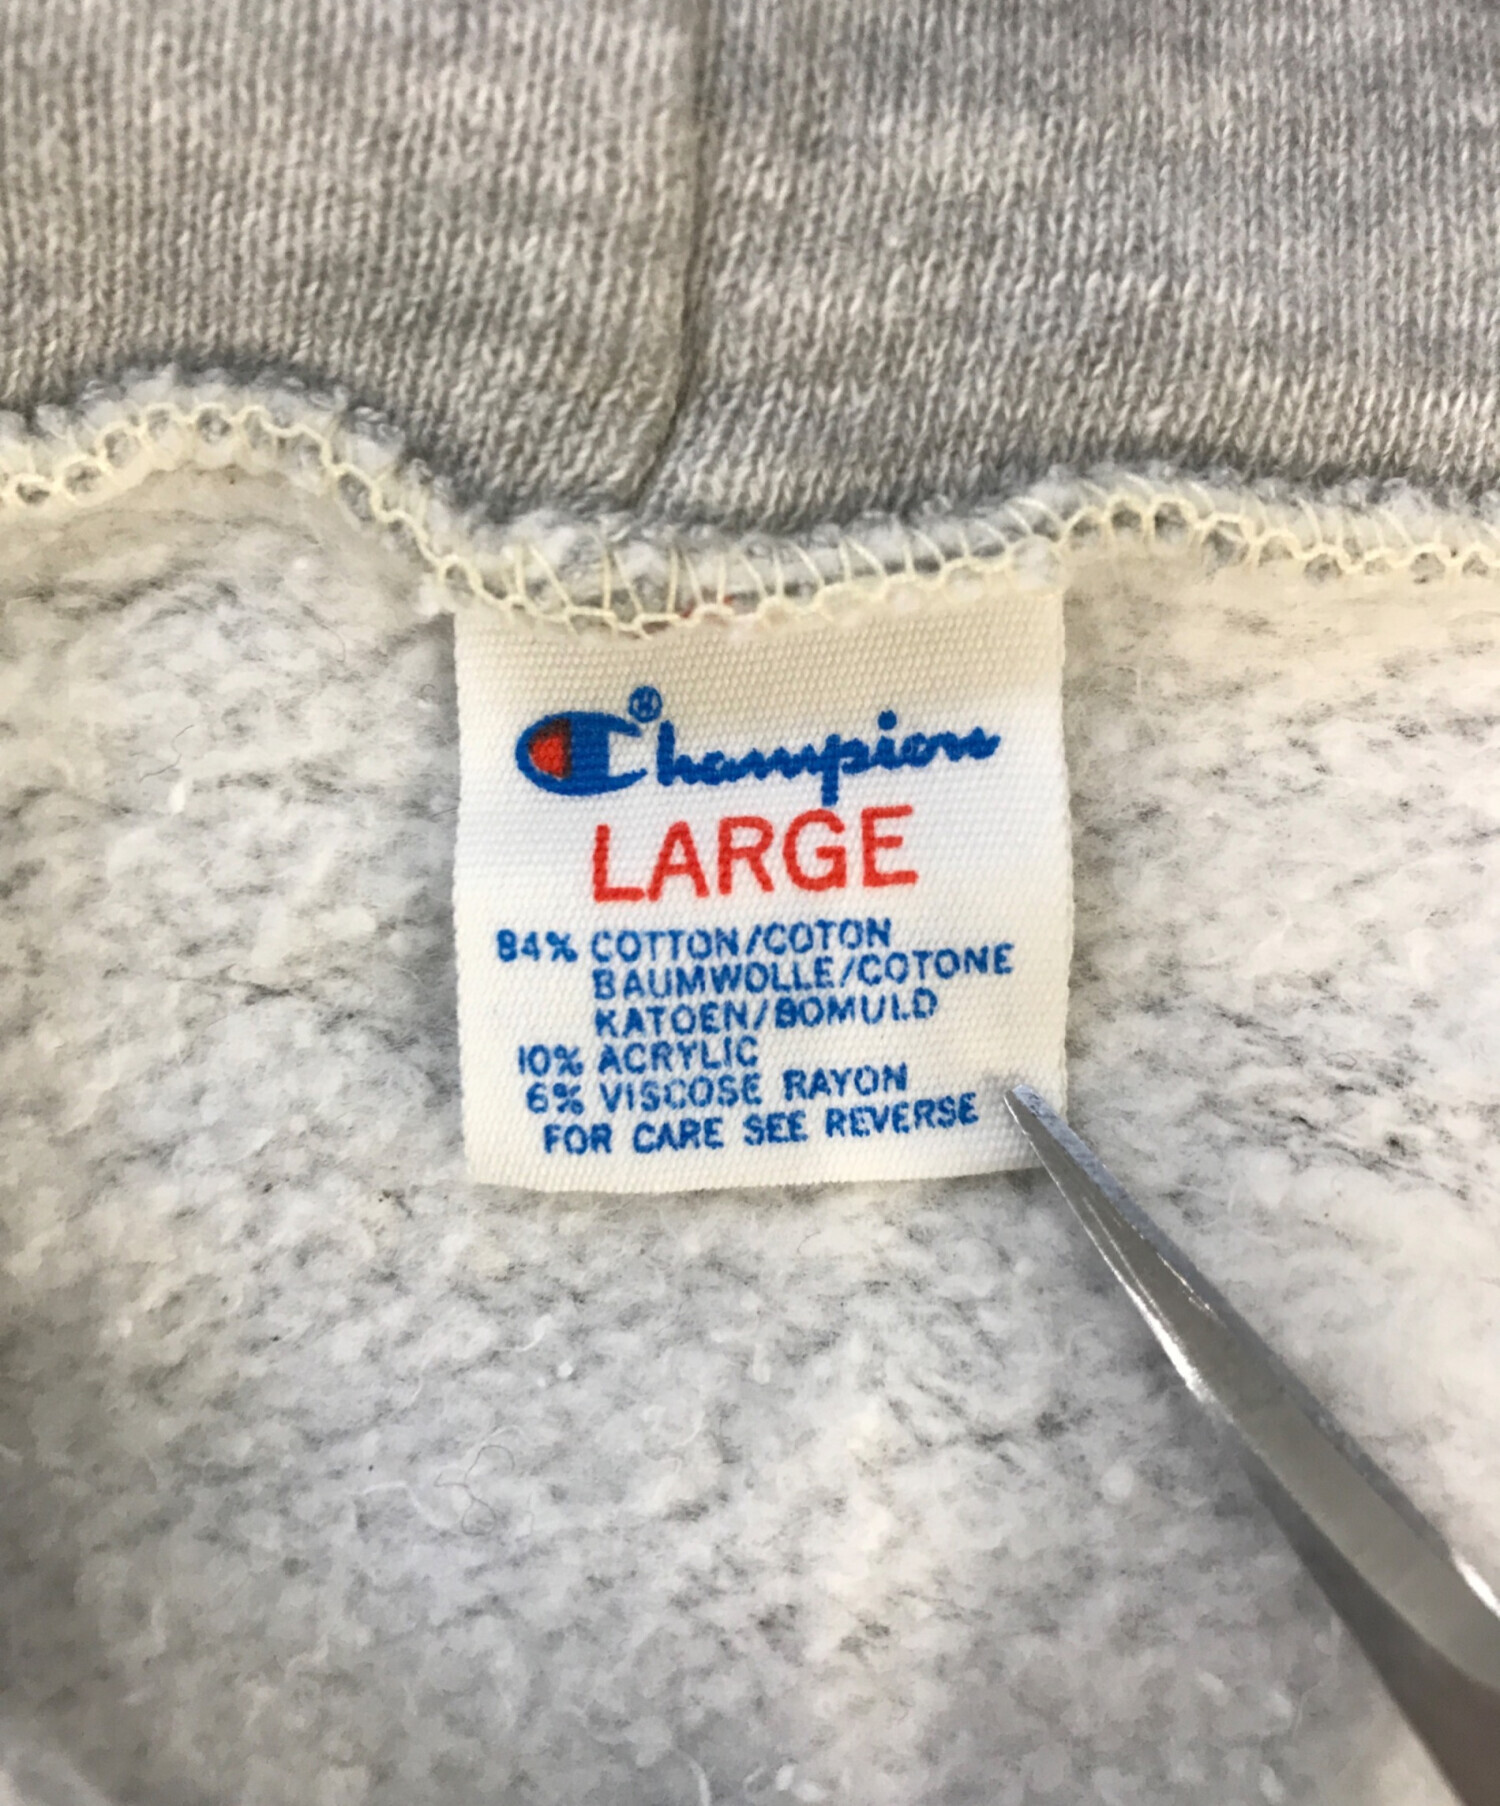 Champion®
LARGE
84% COTTON/COTON
BAUMWOLLE/COTONE
KATOEN/BOMULD
10% ACRYLIC
6% VISCOSE RAYON
FOR CARE SEE REVERSE